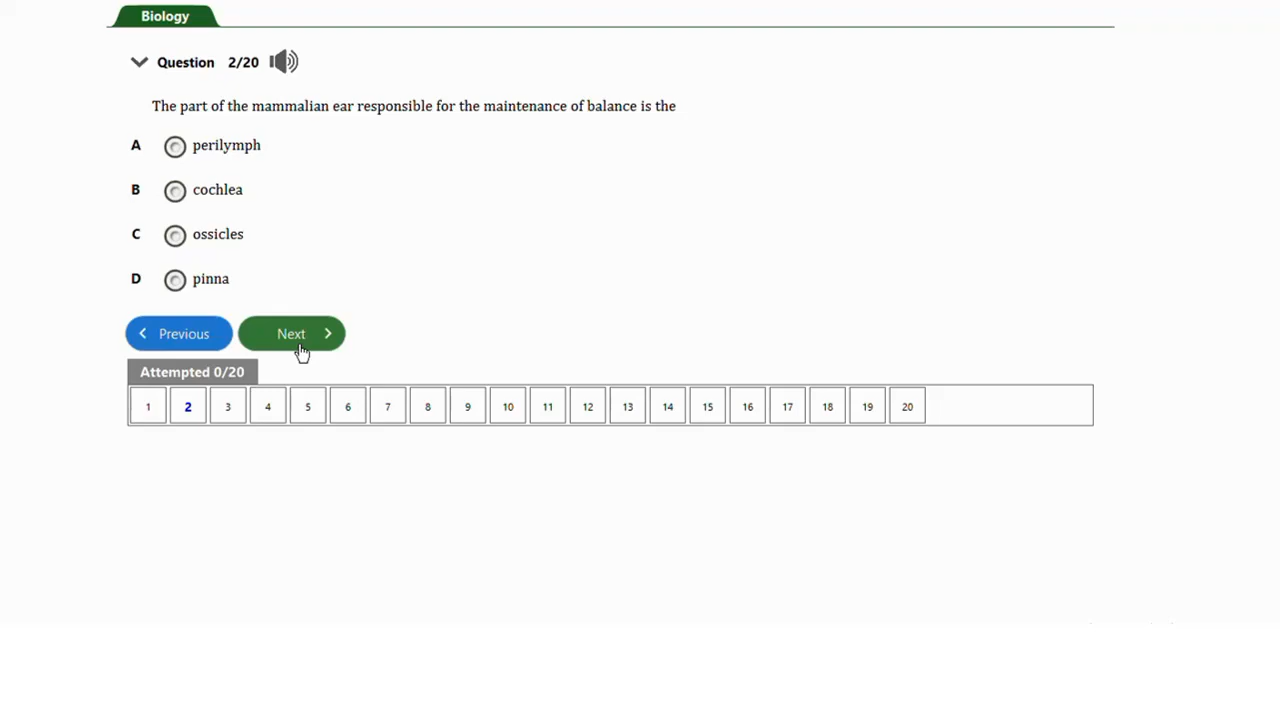 Biology
Question 2/20
The part of the mammalian ear responsible for the maintenance of balance is the
A perilymph
B cochlea
C ossicles
D pinna
Previous Next
Attempted 0/20
1 2 3 4 5 6 7 8 9 10 11 12 13 14 15 16 17 18 19 20